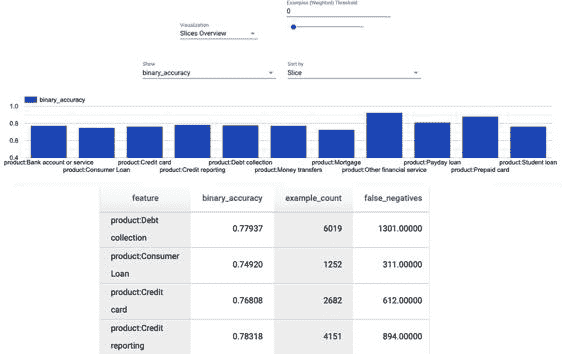 Examples (Weighted) Threshold
0
Visualization
Slices Overview
Show
binary_accuracy
Sort by
Slice
binary_accuracy
1.0
0.8
0.6
0.4
product:Bank account or service
product:Credit card
product:Debt collection
product:Mortgage
product:Payday loan
product:Student loan
product:Consumer Loan
product:Credit reporting
product:Money transfers
product:Other financial service
product:Prepaid card
feature binary_accuracy example_count false_negatives
product:Debt
collection
0.77937 6019 1301.00000
product:Consumer
Loan
0.74920 1252 311.00000
product:Credit
card
0.76808 2682 612.00000
product:Credit
reporting
0.78318 4151 894.00000